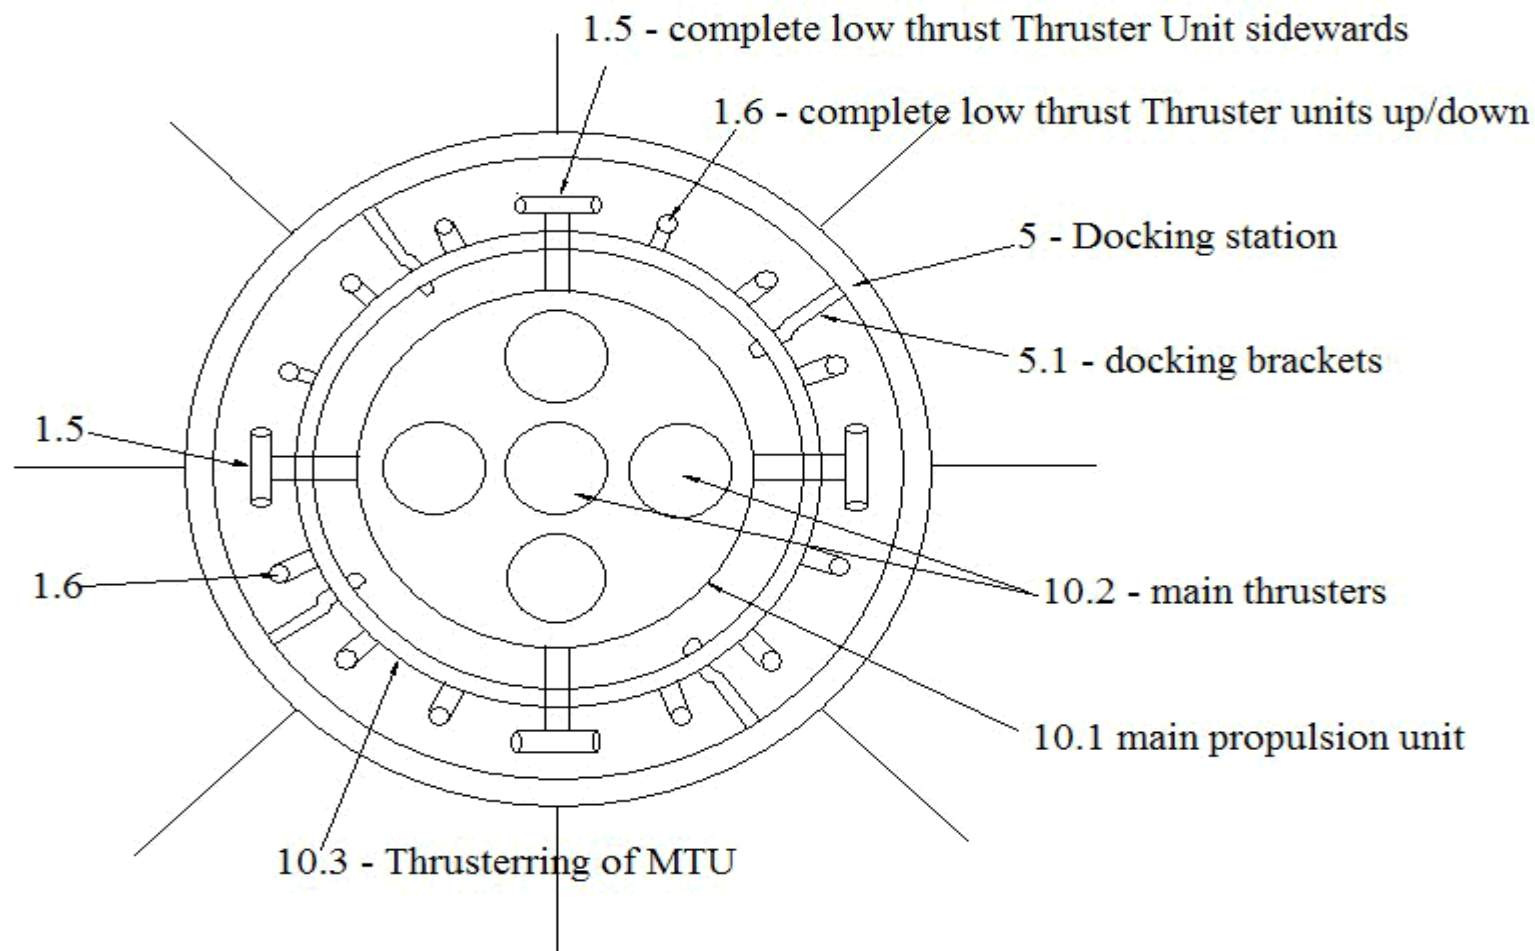 1.5 - complete low thrust Thruster Unit sidewards
1.6 - complete low thrust Thruster units up/down
5 - Docking station
5.1 - docking brackets
1.5
1.6
10.2 - main thrusters
10.1 main propulsion unit
10.3 - Thrusterring of MTU